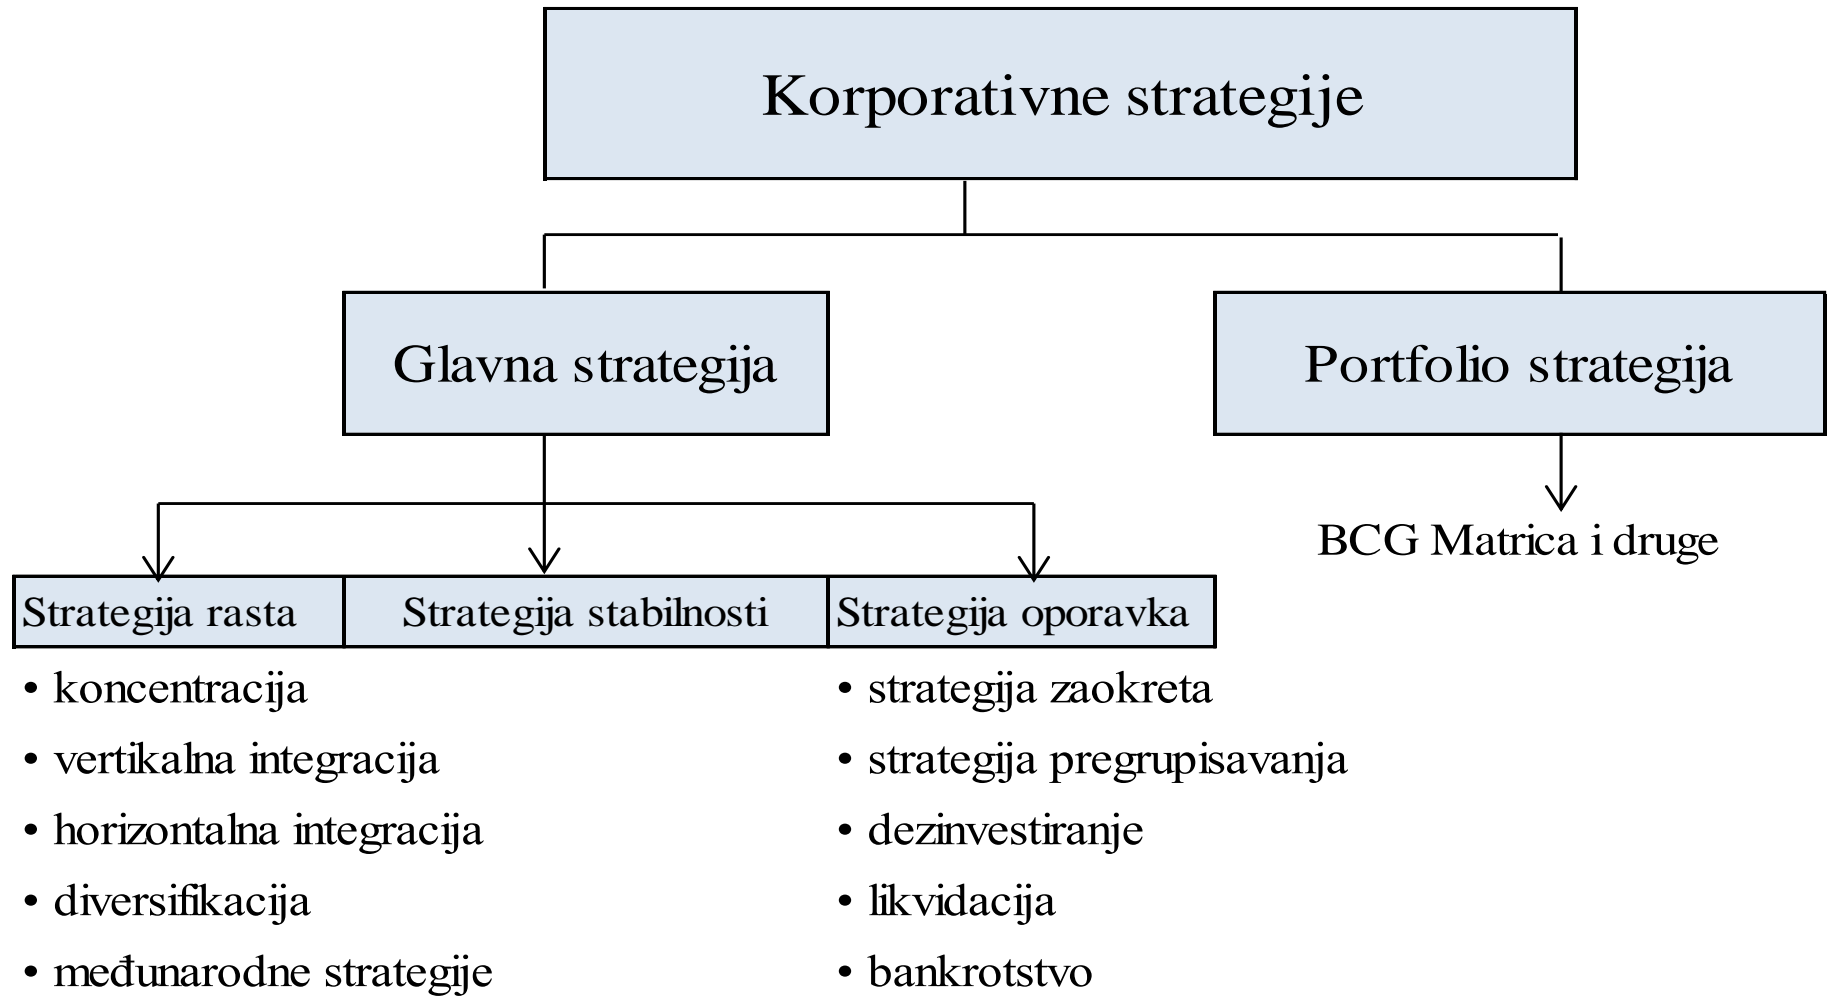 Korporativne strategije
Glavna strategija
Portfolio strategija
BCG Matrica i druge
Strategija rasta
Strategija stabilnosti
Strategija oporavka
• koncentracija
• vertikalna integracija
• horizontalna integracija
• diversifikacija
• međunarodne strategije
• strategija zaokreta
• strategija pregrupisavanja
• dezinvestiranje
• likvidacija
• bankrotstvo